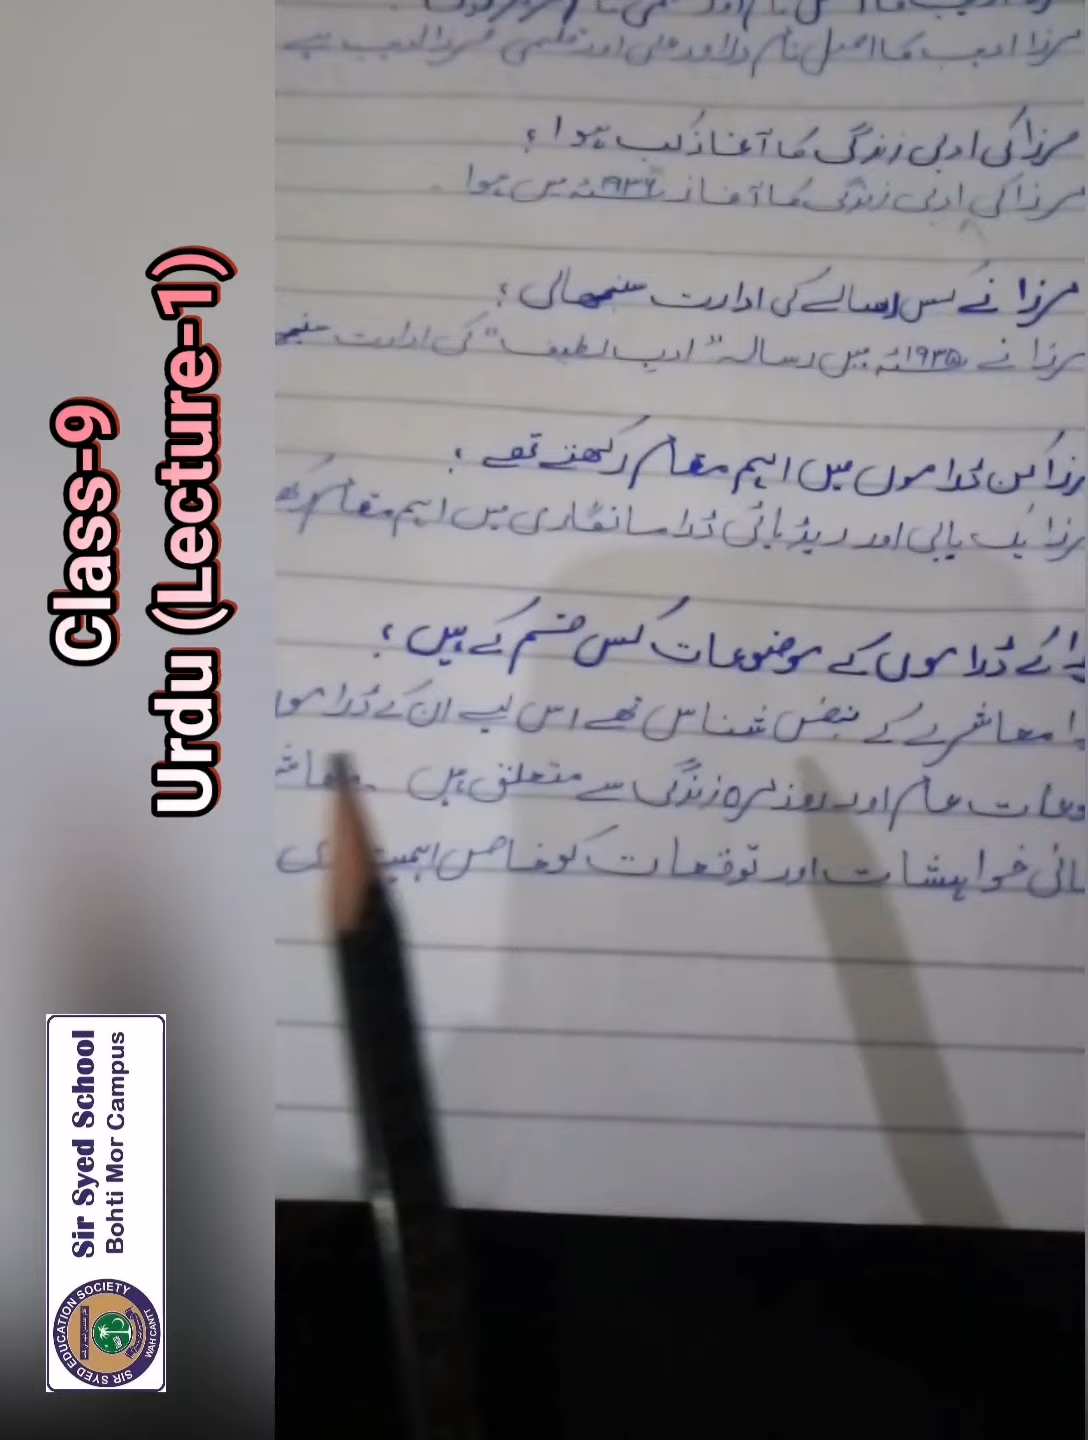 مرزا ادیب کا اصل نام دلاور علی اور قلمی مرزا ادیب ہے
مرزا کی ادبی زندگی کا آغاز کب ہوا ؟
مرزا کی ادبی زندگی کا آغاز ۱۹۳۶ء میں ہوا ۔
مرزا نے کس رسالے کی ادارت سنبھالی ؟
مرزا نے ۱۹۳۵ء میں رسالہ "ادب لطیف" کی ادارت
مرزا کن ڈراموں میں اہم مقام رکھتے تھے ؟
مرزا یک بابی اور ریڈیائی ڈراما نگاری میں اہم مقام
کے ڈراموں کے موضوعات کس قسم کے ہیں ؟
معاشرے کے نبض شناس تھے اس لیے ان کے ڈراموں
عام اور روزمرہ زندگی سے متعلق ہیں ۔
خواہشات اور توقعات کو خاص اہمیت
Class-9
Urdu (Lecture-1)
Sir Syed School
Bohti Mor Campus
SIR SYED EDUCATION SOCIETY
WAH CANTT